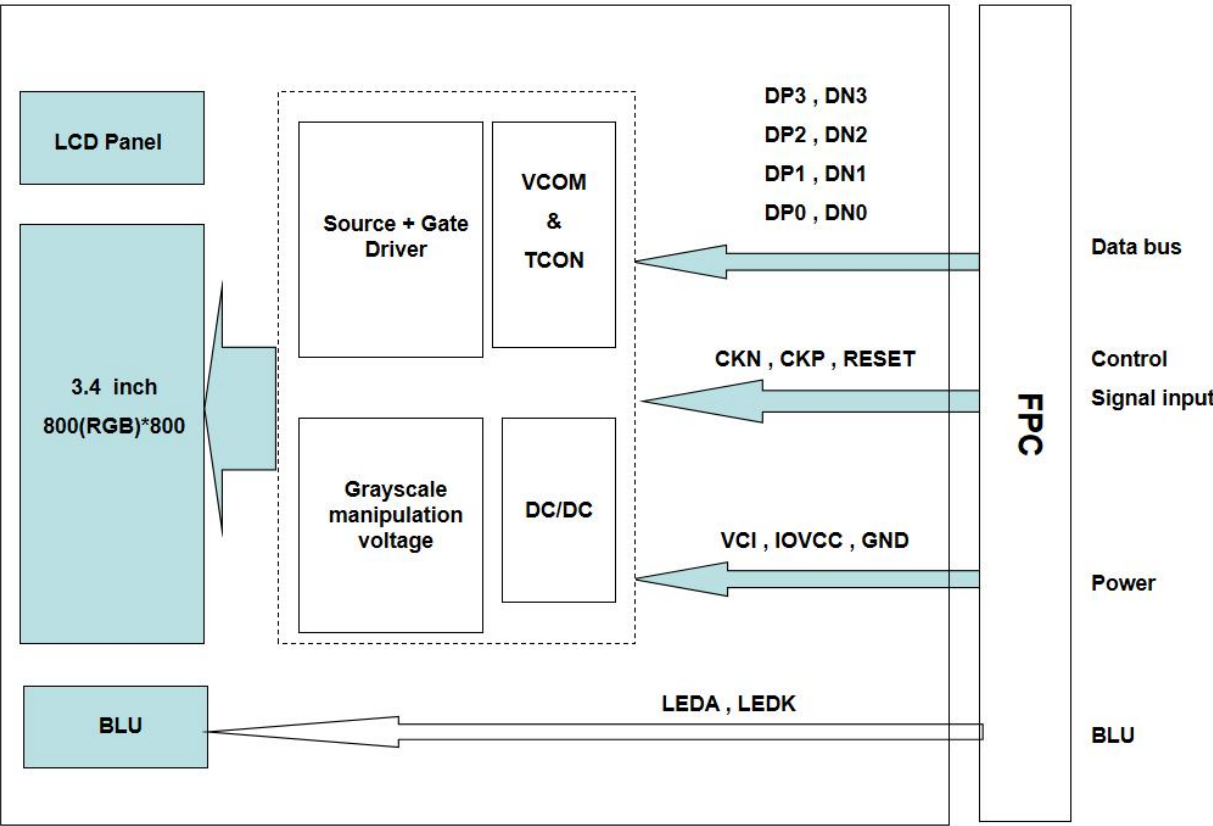 LCD Panel
3.4 inch
800(RGB)*800
BLU
Source + Gate
Driver
VCOM
&
TCON
Grayscale
manipulation
voltage
DC/DC
DP3 , DN3
DP2 , DN2
DP1 , DN1
DP0 , DN0
CKN , CKP , RESET
VCI , IOVCC , GND
LEDA , LEDK
FPC
Data bus
Control
Signal input
Power
BLU